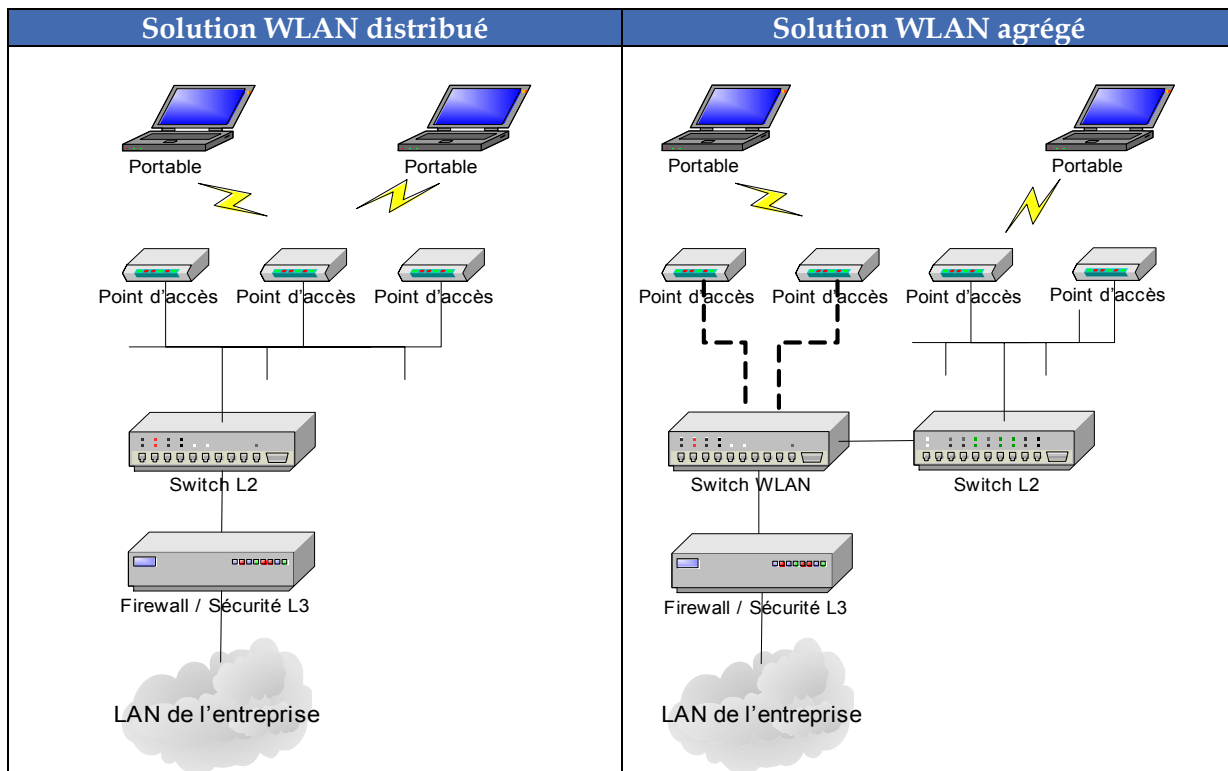 Solution WLAN distribué
Portable
Portable
Point d'accès
Point d'accès
Point d'accès
Switch L2
Firewall / Sécurité L3
LAN de l'entreprise
Solution WLAN agrégé
Portable
Portable
Point d'accès
Point d'accès
Point d'accès
Point d'accès
Switch WLAN
Switch L2
Firewall / Sécurité L3
LAN de l'entreprise